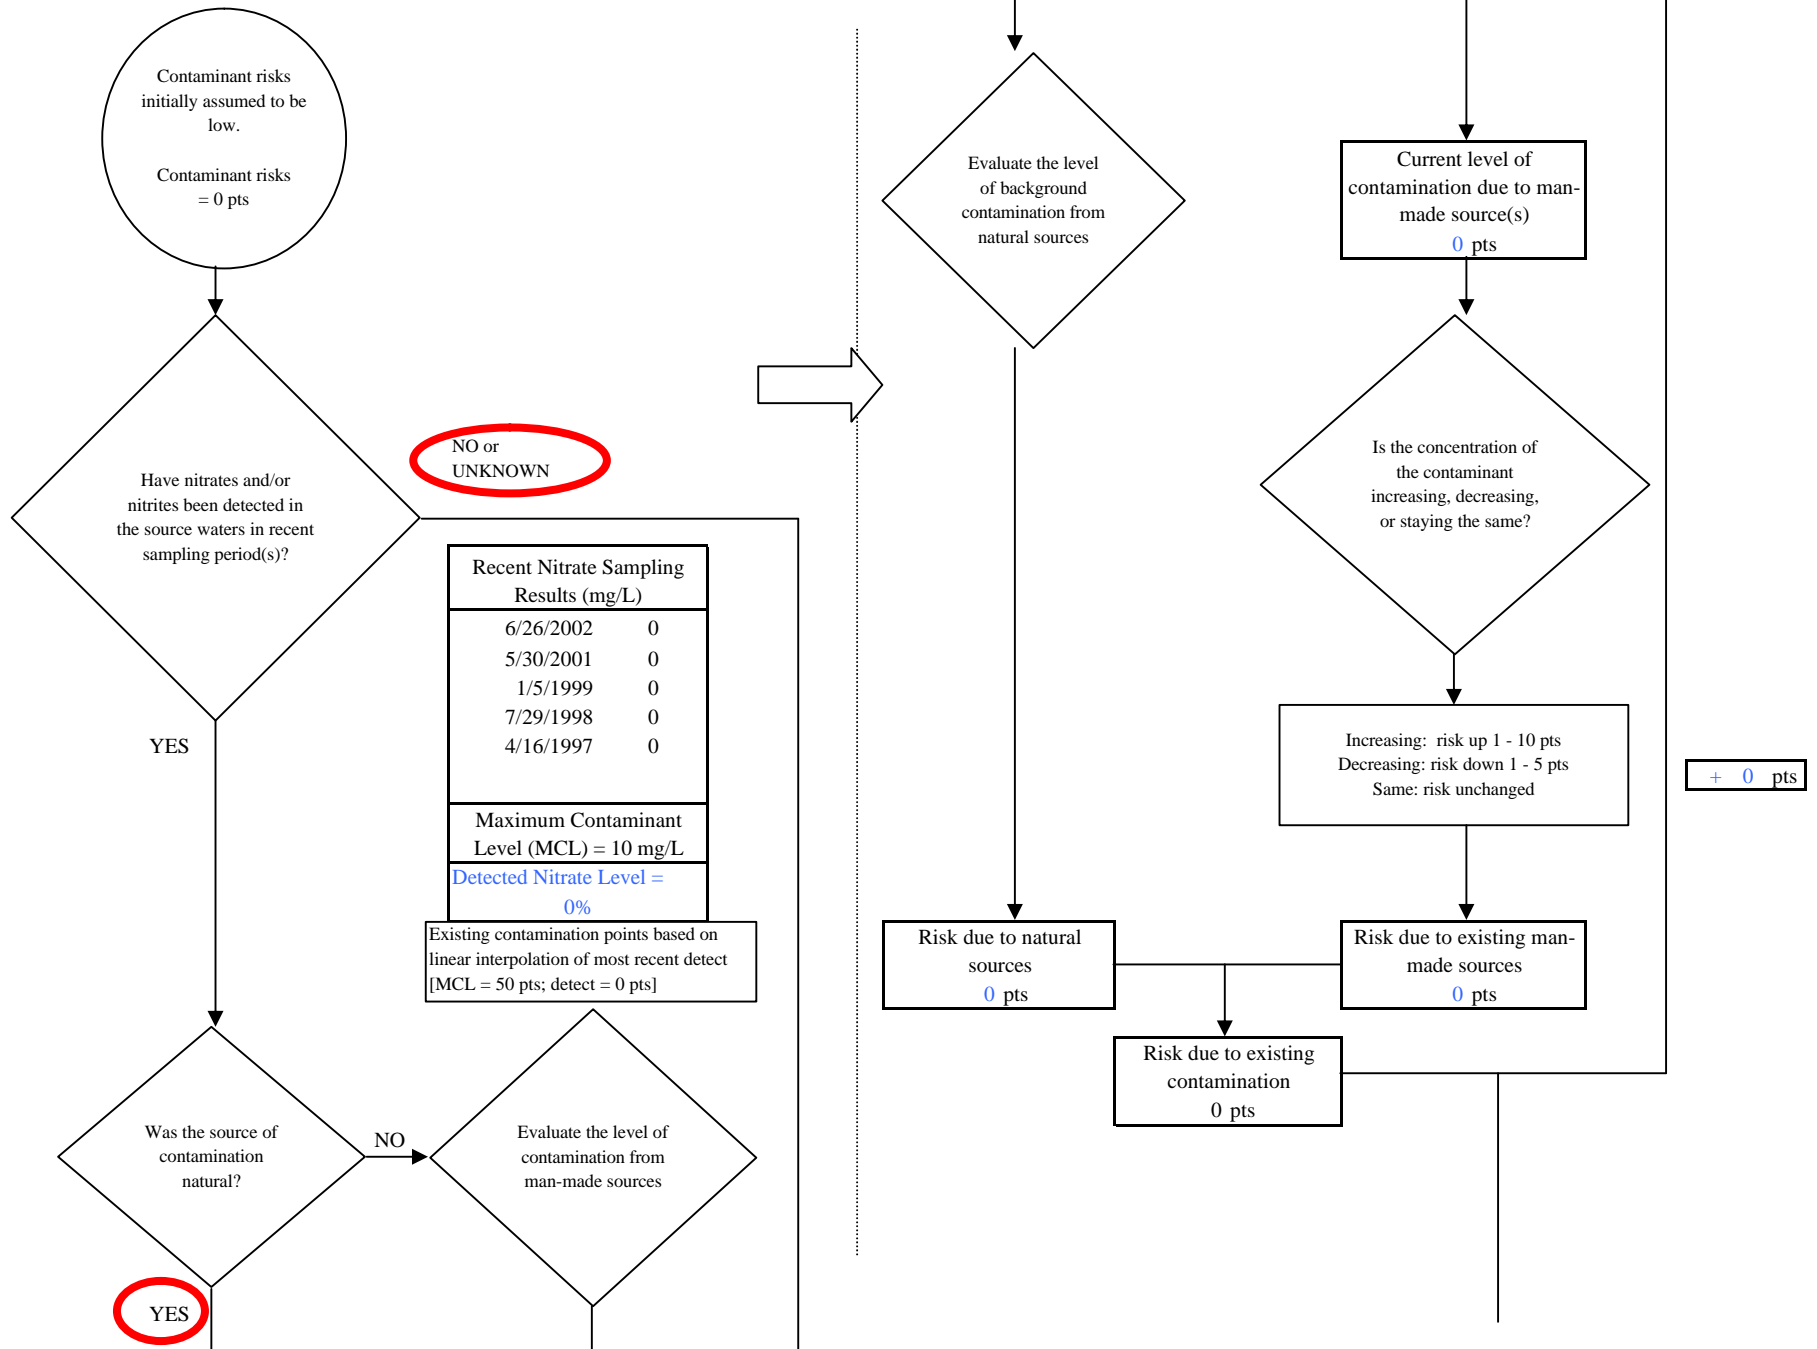 Contaminant risks
initially assumed to be
low.
Contaminant risks
= 0 pts
Have nitrates and/or
nitrites been detected in
the source waters in recent
sampling period(s)?
NO or
UNKNOWN
YES
Recent Nitrate Sampling
Results (mg/L)
6/26/2002 0
5/30/2001 0
1/5/1999 0
7/29/1998 0
4/16/1997 0
Maximum Contaminant
Level (MCL) = 10 mg/L
Detected Nitrate Level =
0%
Existing contamination points based on
linear interpolation of most recent detect
[MCL = 50 pts; detect = 0 pts]
Was the source of
contamination
natural?
NO
Evaluate the level of
contamination from
man-made sources
YES
Evaluate the level
of background
contamination from
natural sources
Current level of
contamination due to man-
made source(s)
0 pts
Is the concentration of
the contaminant
increasing, decreasing,
or staying the same?
Increasing: risk up 1 - 10 pts
Decreasing: risk down 1 - 5 pts
Same: risk unchanged
+ 0 pts
Risk due to natural
sources
0 pts
Risk due to existing man-
made sources
0 pts
Risk due to existing
contamination
0 pts